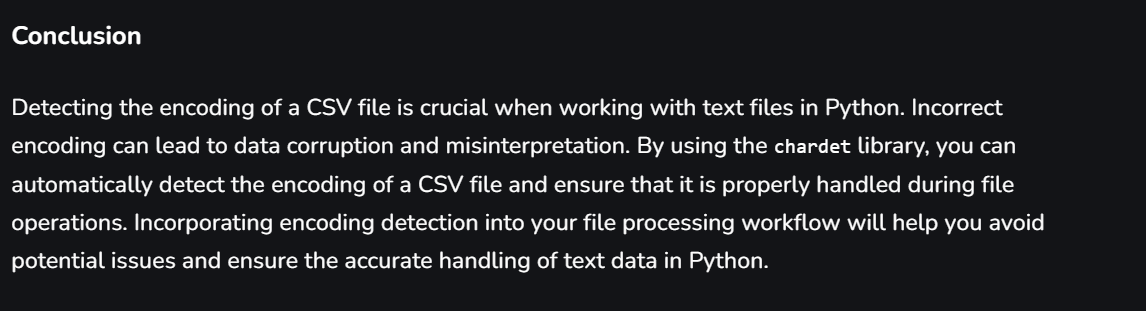 Conclusion
Detecting the encoding of a CSV file is crucial when working with text files in Python. Incorrect
encoding can lead to data corruption and misinterpretation. By using the chardet library, you can
automatically detect the encoding of a CSV file and ensure that it is properly handled during file
operations. Incorporating encoding detection into your file processing workflow will help you avoid
potential issues and ensure the accurate handling of text data in Python.